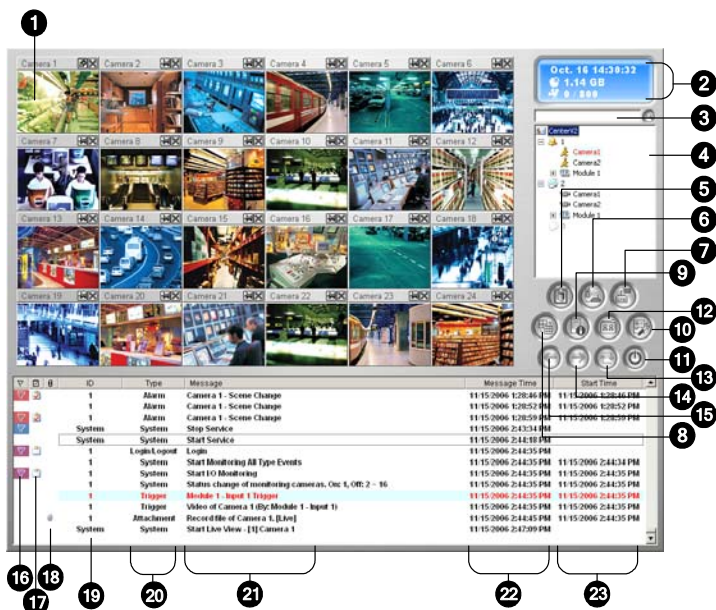 1
Camera 1
Camera 2
Camera 3
Camera 4
Camera 5
Camera 6
Camera 7
Camera 8
Camera 9
Camera 10
Camera 11
Camera 12
Camera 13
Camera 14
Camera 15
Camera 16
Camera 17
Camera 18
Camera 19
Camera 20
Camera 21
Camera 22
Camera 23
Camera 24
Oct. 16 14:30:32
1.14 GB
0 / 800
2
3
CenterV2
1
Camera1
Camera2
Module 1
2
Camera1
Camera2
Module 1
4
5
6
7
9
12
10
11
13
14
15
8
ID Type Message Message Time Start Time
1 Alarm Camera 1 - Scene Change 11/15/2006 1:28:46 PM 11/15/2006 1:28:46 PM
1 Alarm Camera 1 - Scene Change 11/15/2006 1:28:52 PM 11/15/2006 1:28:52 PM
1 Alarm Camera 1 - Scene Change 11/15/2006 1:28:59 PM 11/15/2006 1:28:59 PM
System System Stop Service 11/15/2006 2:43:34 PM
System System Start Service 11/15/2006 2:44:18 PM
1 Login/Logout Login 11/15/2006 2:44:35 PM
1 System Start Monitoring All Type Events 11/15/2006 2:44:35 PM 11/15/2006 2:44:34 PM
1 System Start I/O Monitoring 11/15/2006 2:44:35 PM 11/15/2006 2:44:35 PM
1 System Status change of monitoring cameras. On: 1, Off: 2 ~ 16 11/15/2006 2:44:35 PM 11/15/2006 2:44:35 PM
1 Trigger Module 1 - Input 1 Trigger 11/15/2006 2:44:35 PM 11/15/2006 2:44:35 PM
1 Trigger Video of Camera 1 (By: Module 1 - Input 1) 11/15/2006 2:44:35 PM 11/15/2006 2:44:35 PM
1 Attachment Record file of Camera 1. [Live] 11/15/2006 2:44:45 PM 11/15/2006 2:44:35 PM
System System Start Live View - [1] Camera 1 11/15/2006 2:47:09 PM
16
17
18
19
20
21
22
23